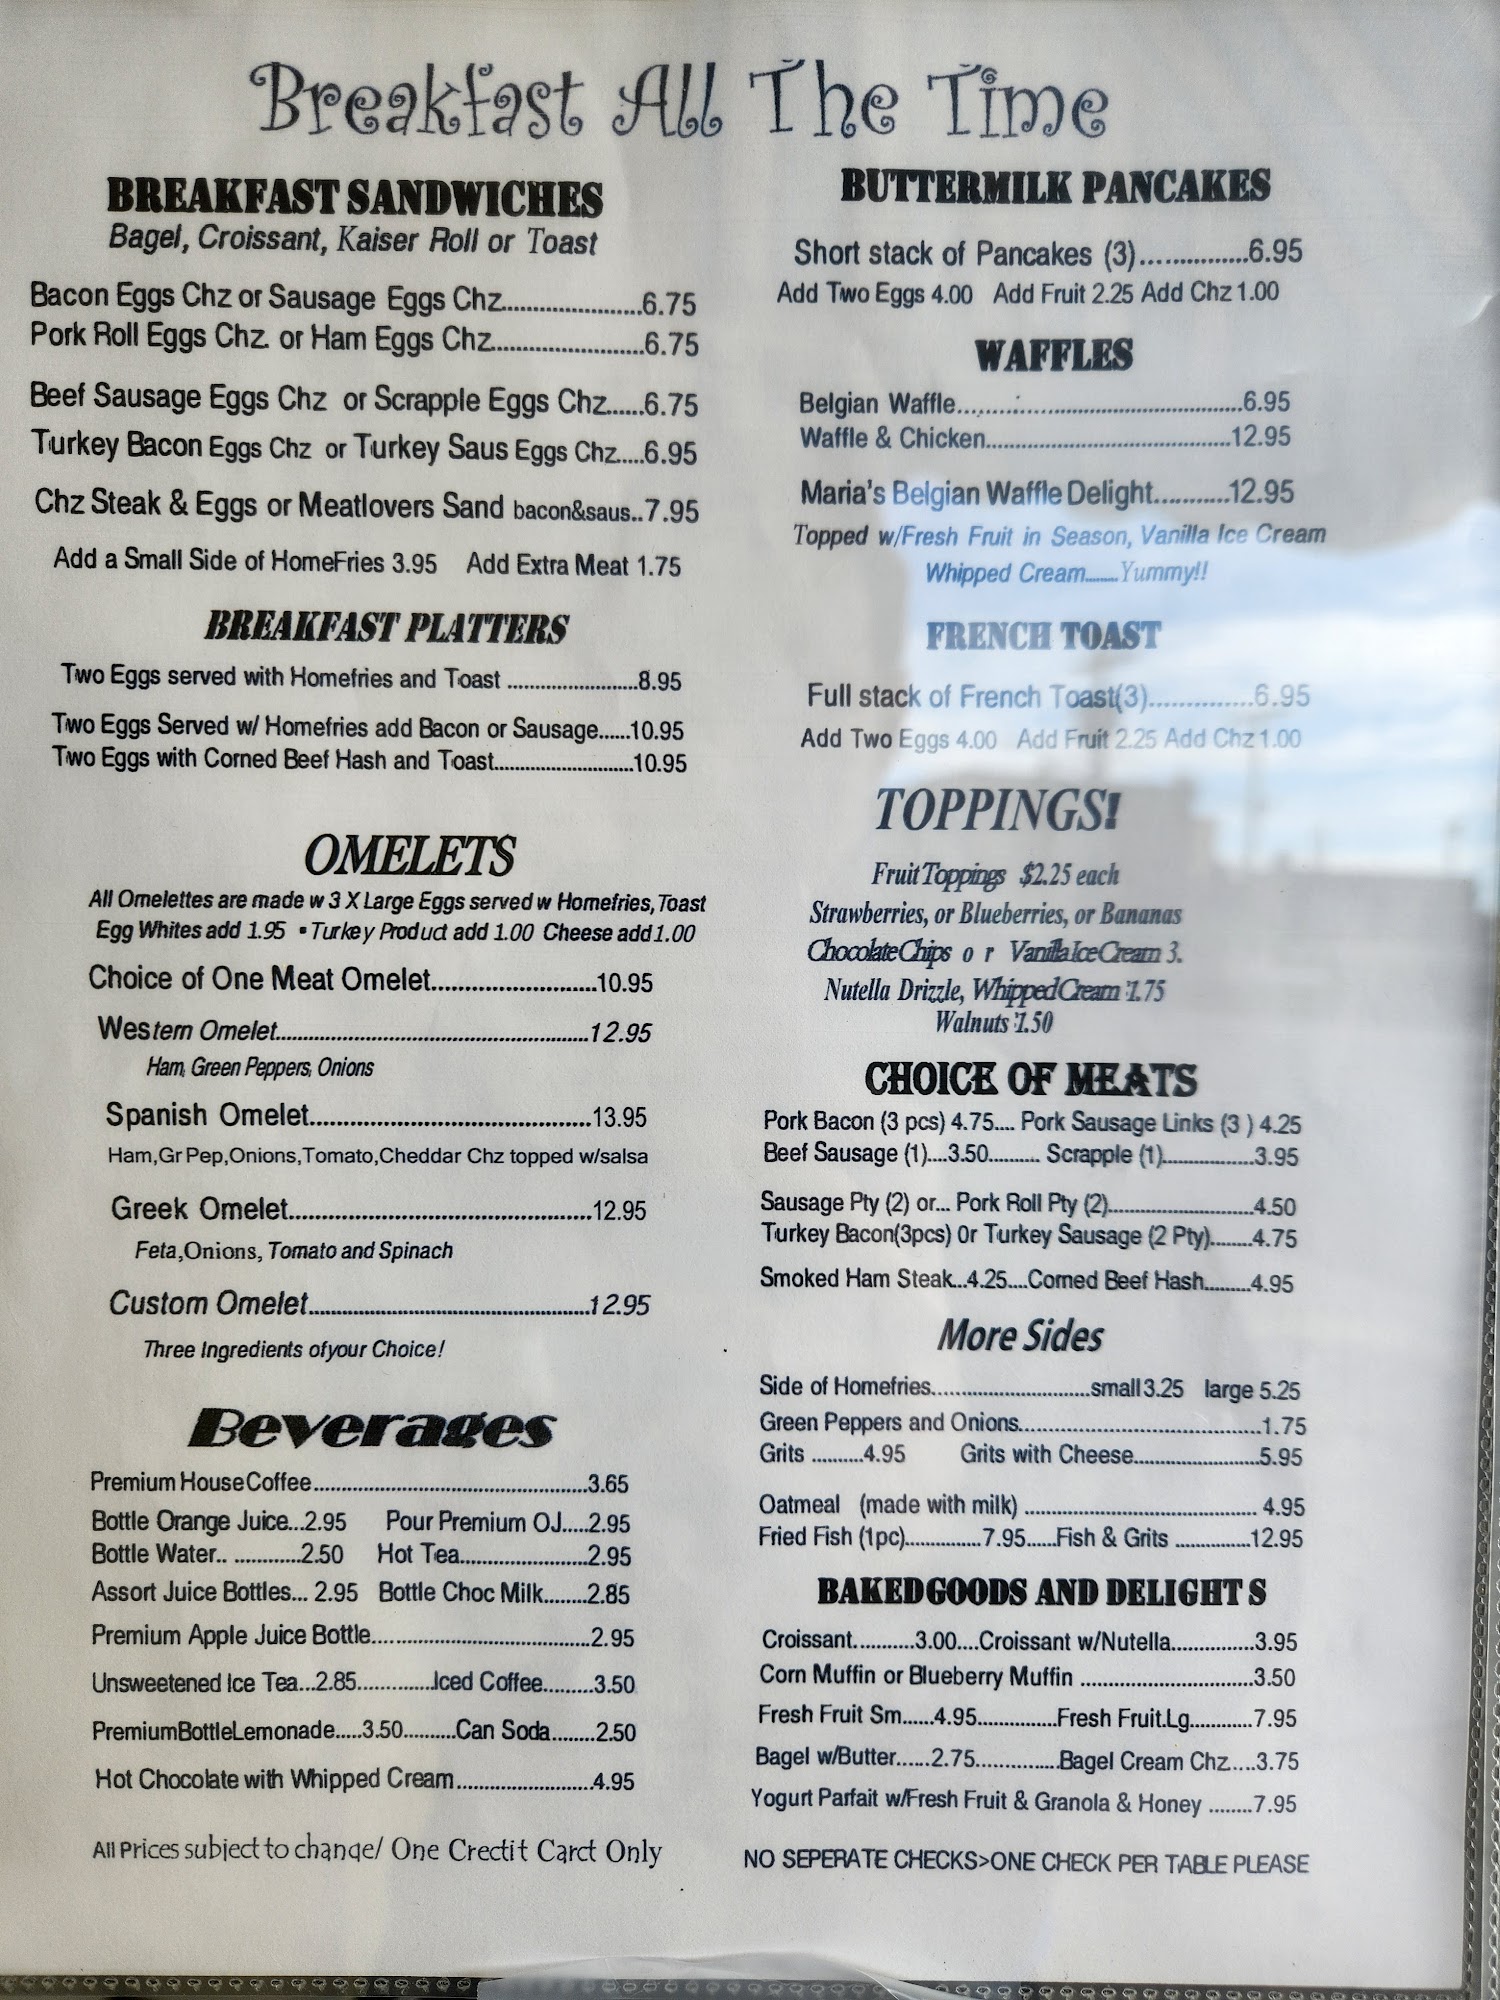 Breakfast All The Time
BREAKFAST SANDWICHES
Bagel, Croissant, Kaiser Roll or Toast
Bacon Eggs Chz or Sausage Eggs Chz......................6.75
Pork Roll Eggs Chz. or Ham Eggs Chz........................6.75
Beef Sausage Eggs Chz or Scrapple Eggs Chz......6.75
Turkey Bacon Eggs Chz or Turkey Saus Eggs Chz.....6.95
Chz Steak & Eggs or Meatlovers Sand bacon&saus..7.95
Add a Small Side of HomeFries 3.95 Add Extra Meat 1.75
BREAKFAST PLATTERS
Two Eggs served with Homefries and Toast ........................8.95
Two Eggs Served w/ Homefries add Bacon or Sausage......10.95
Two Eggs with Corned Beef Hash and Toast..........................10.95
OMELETS
All Omelettes are made w 3 X Large Eggs served w Homefries, Toast
Egg Whites add 1.95 • Turkey Product add 1.00 Cheese add 1.00
Choice of One Meat Omelet.........................10.95
Western Omelet......................................................12.95
Ham, Green Peppers, Onions
Spanish Omelet..........................................13.95
Ham,Gr Pep,Onions,Tomato,Cheddar Chz topped w/salsa
Greek Omelet.............................................12.95
Feta,Onions, Tomato and Spinach
Custom Omelet..........................................12.95
Three Ingredients of your Choice!
Beverages
Premium House Coffee................................................3.65
Bottle Orange Juice...2.95 Pour Premium OJ.....2.95
Bottle Water.. ............2.50 Hot Tea.......................2.95
Assort Juice Bottles... 2.95 Bottle Choc Milk........2.85
Premium Apple Juice Bottle.......................................2.95
Unsweetened Ice Tea...2.85.............Iced Coffee.........3.50
Premium Bottle Lemonade.....3.50..........Can Soda........2.50
Hot Chocolate with Whipped Cream.........................4.95
All Prices subject to change/ One Credit Card Only
BUTTERMILK PANCAKES
Short stack of Pancakes (3)................6.95
Add Two Eggs 4.00 Add Fruit 2.25 Add Chz 1.00
WAFFLES
Belgian Waffle..................................................6.95
Waffle & Chicken...........................................12.95
Maria's Belgian Waffle Delight...........12.95
Topped w/Fresh Fruit in Season, Vanilla Ice Cream
Whipped Cream.......Yummy!!
FRENCH TOAST
Full stack of French Toast(3)...............6.95
Add Two Eggs 4.00 Add Fruit 2.25 Add Chz 1.00
TOPPINGS!
Fruit Toppings $2.25 each
Strawberries, or Blueberries, or Bananas
Chocolate Chips o r Vanilla Ice Cream 3.
Nutella Drizzle, Whipped Cream 1.75
Walnuts 1.50
CHOICE OF MEATS
Pork Bacon (3 pcs) 4.75.... Pork Sausage Links (3 ) 4.25
Beef Sausage (1)....3.50.......... Scrapple (1)..................3.95
Sausage Pty (2) or... Pork Roll Pty (2)..........................4.50
Turkey Bacon(3pcs) 0r Turkey Sausage (2 Pty)........4.75
Smoked Ham Steak...4.25....Corned Beef Hash.........4.95
More Sides
Side of Homefries............................small 3.25 large 5.25
Green Peppers and Onions...........................................1.75
Grits ..........4.95 Grits with Cheese.......................5.95
Oatmeal (made with milk) ......................................... 4.95
Fried Fish (1pc)..............7.95......Fish & Grits ..............12.95
BAKED GOODS AND DELIGHT S
Croissant...........3.00....Croissant w/Nutella...............3.95
Corn Muffin or Blueberry Muffin ...............................3.50
Fresh Fruit Sm......4.95...............Fresh Fruit.Lg............7.95
Bagel w/Butter......2.75................Bagel Cream Chz....3.75
Yogurt Parfait w/Fresh Fruit & Granola & Honey ........7.95
NO SEPERATE CHECKS>ONE CHECK PER TABLE PLEASE